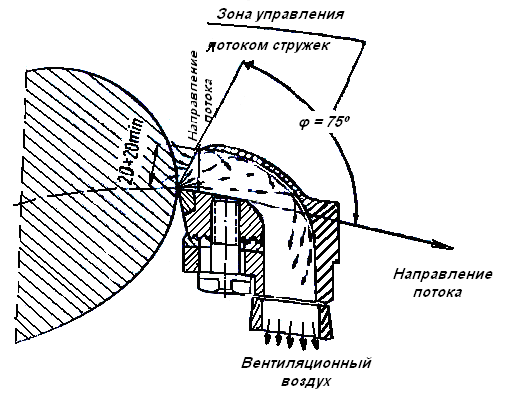 Зона управления
потоком стружек
Направление
потока
20÷20min
φ = 75º
Направление
потока
Вентиляционный
воздух